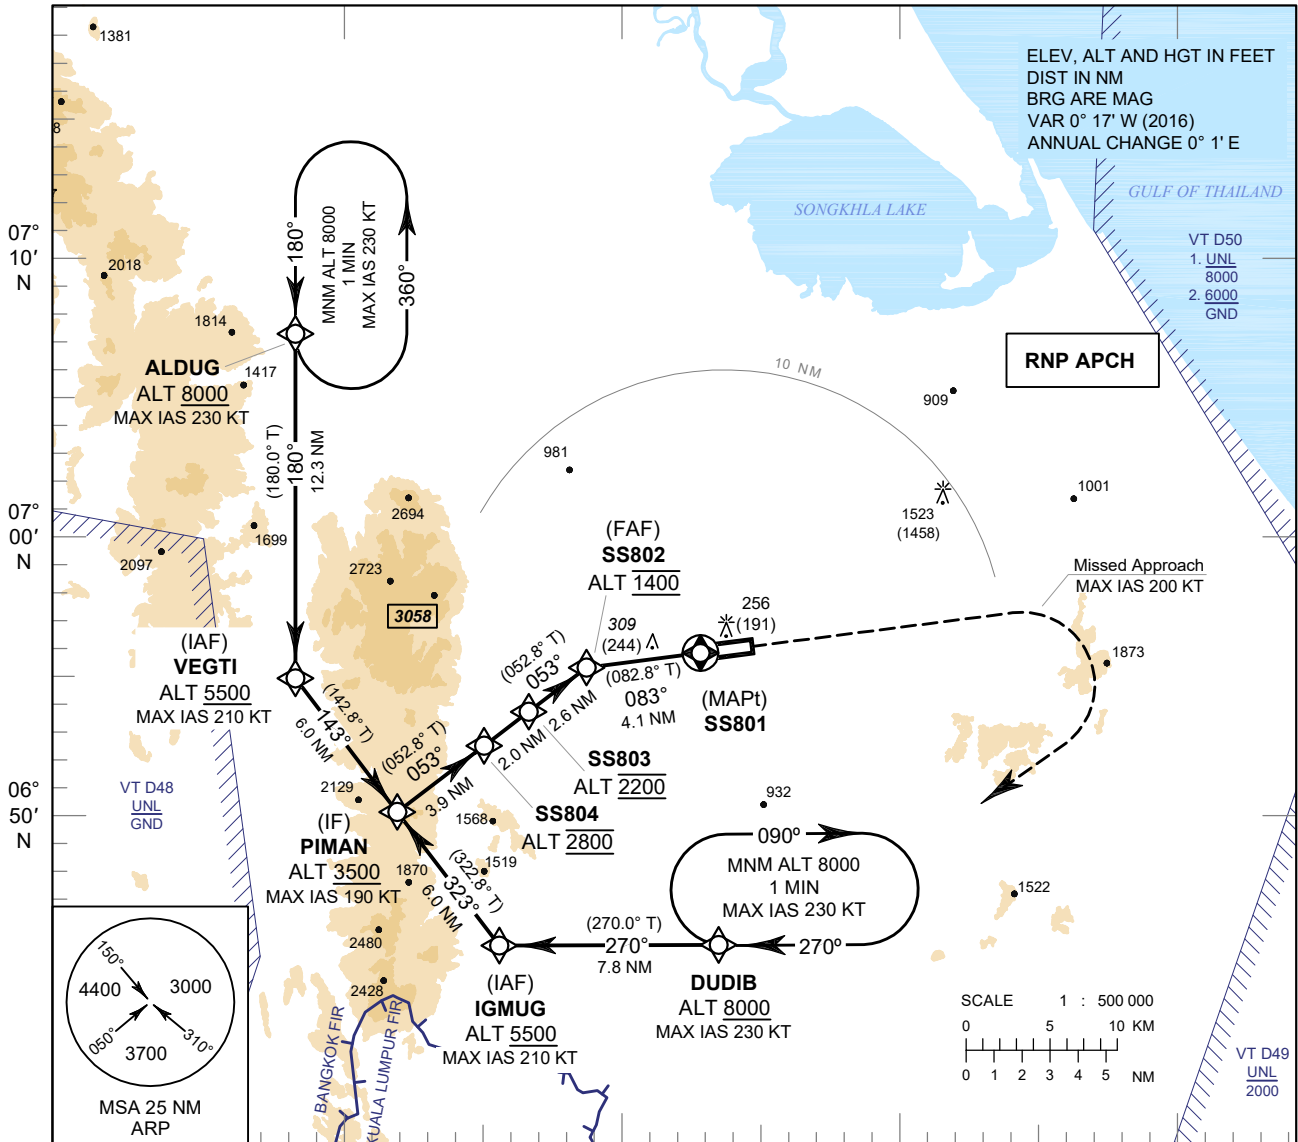 1381
ELEV, ALT AND HGT IN FEET
DIST IN NM
BRG ARE MAG
VAR 0° 17' W (2016)
ANNUAL CHANGE 0° 1' E
8
GULF OF THAILAND
SONGKHLA LAKE
VT D50
1. UNL
8000
2. 6000
GND
07°
10'
N
180°
MNM ALT 8000
1 MIN
MAX IAS 230 KT
360°
2018
1814
ALDUG
ALT 8000
MAX IAS 230 KT
1417
RNP APCH
10 NM
909
(180.0° T)
180°
12.3 NM
981
2694
1523
(1458)
1001
07°
00'
N
1699
2097
2723
3058
(FAF)
SS802
ALT 1400
Missed Approach
MAX IAS 200 KT
256
(191)
309
(244)
1873
(IAF)
VEGTI
ALT 5500
MAX IAS 210 KT
(052.8° T)
053°
2.6 NM
(082.8° T)
083°
4.1 NM
(MAPt)
SS801
(142.8° T)
143°
6.0 NM
(052.8° T)
053°
3.9 NM
2.0 NM
SS803
ALT 2200
SS804
ALT 2800
06°
50'
N
VT D48
UNL
GND
2129
(IF)
PIMAN
ALT 3500
MAX IAS 190 KT
1568
1519
1870
932
090°
MNM ALT 8000
1 MIN
MAX IAS 230 KT
270°
(322.8° T)
323°
6.0 NM
1522
2480
2428
(270.0° T)
270°
7.8 NM
(IAF)
IGMUG
ALT 5500
MAX IAS 210 KT
DUDIB
ALT 8000
MAX IAS 230 KT
150°
4400
3000
050°
310°
3700
MSA 25 NM
ARP
BANGKOK FIR
KUALA LUMPUR FIR
SCALE 1 : 500 000
0 5 10 KM
0 1 2 3 4 5 NM
VT D49
UNL
2000